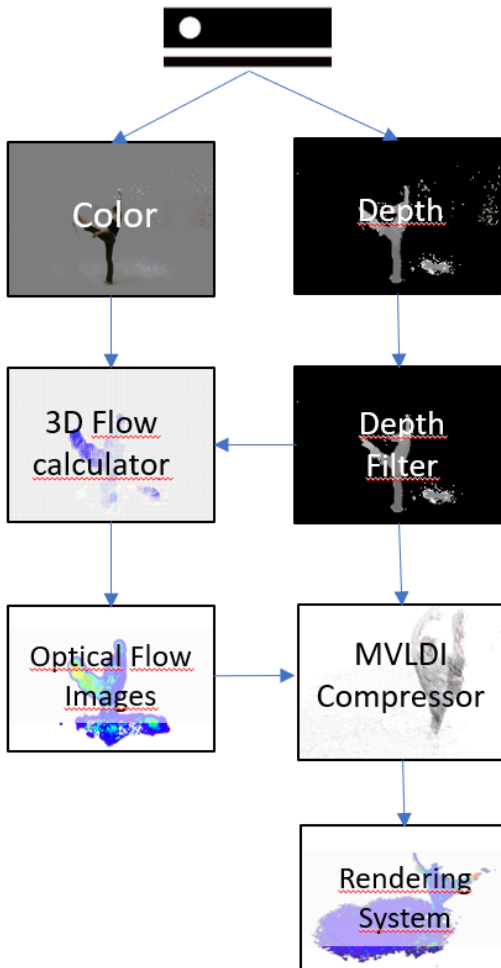 Color
Depth
3D Flow
calculator
Depth
Filter
Optical Flow
Images
MVLDI
Compressor
Rendering
System